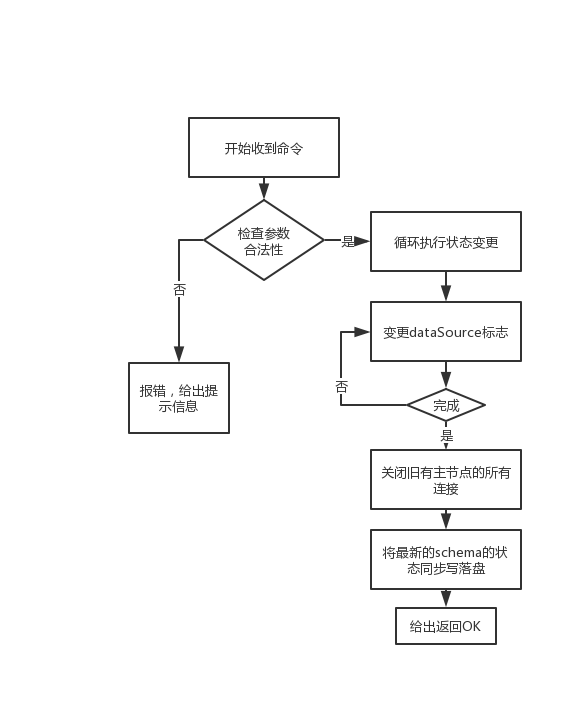 开始收到命令
检查参数
合法性
是
循环执行状态变更
否
变更dataSource标志
报错，给出提
示信息
否
完成
是
关闭旧有主节点的所有
连接
将最新的schema的状
态同步写落盘
给出返回OK